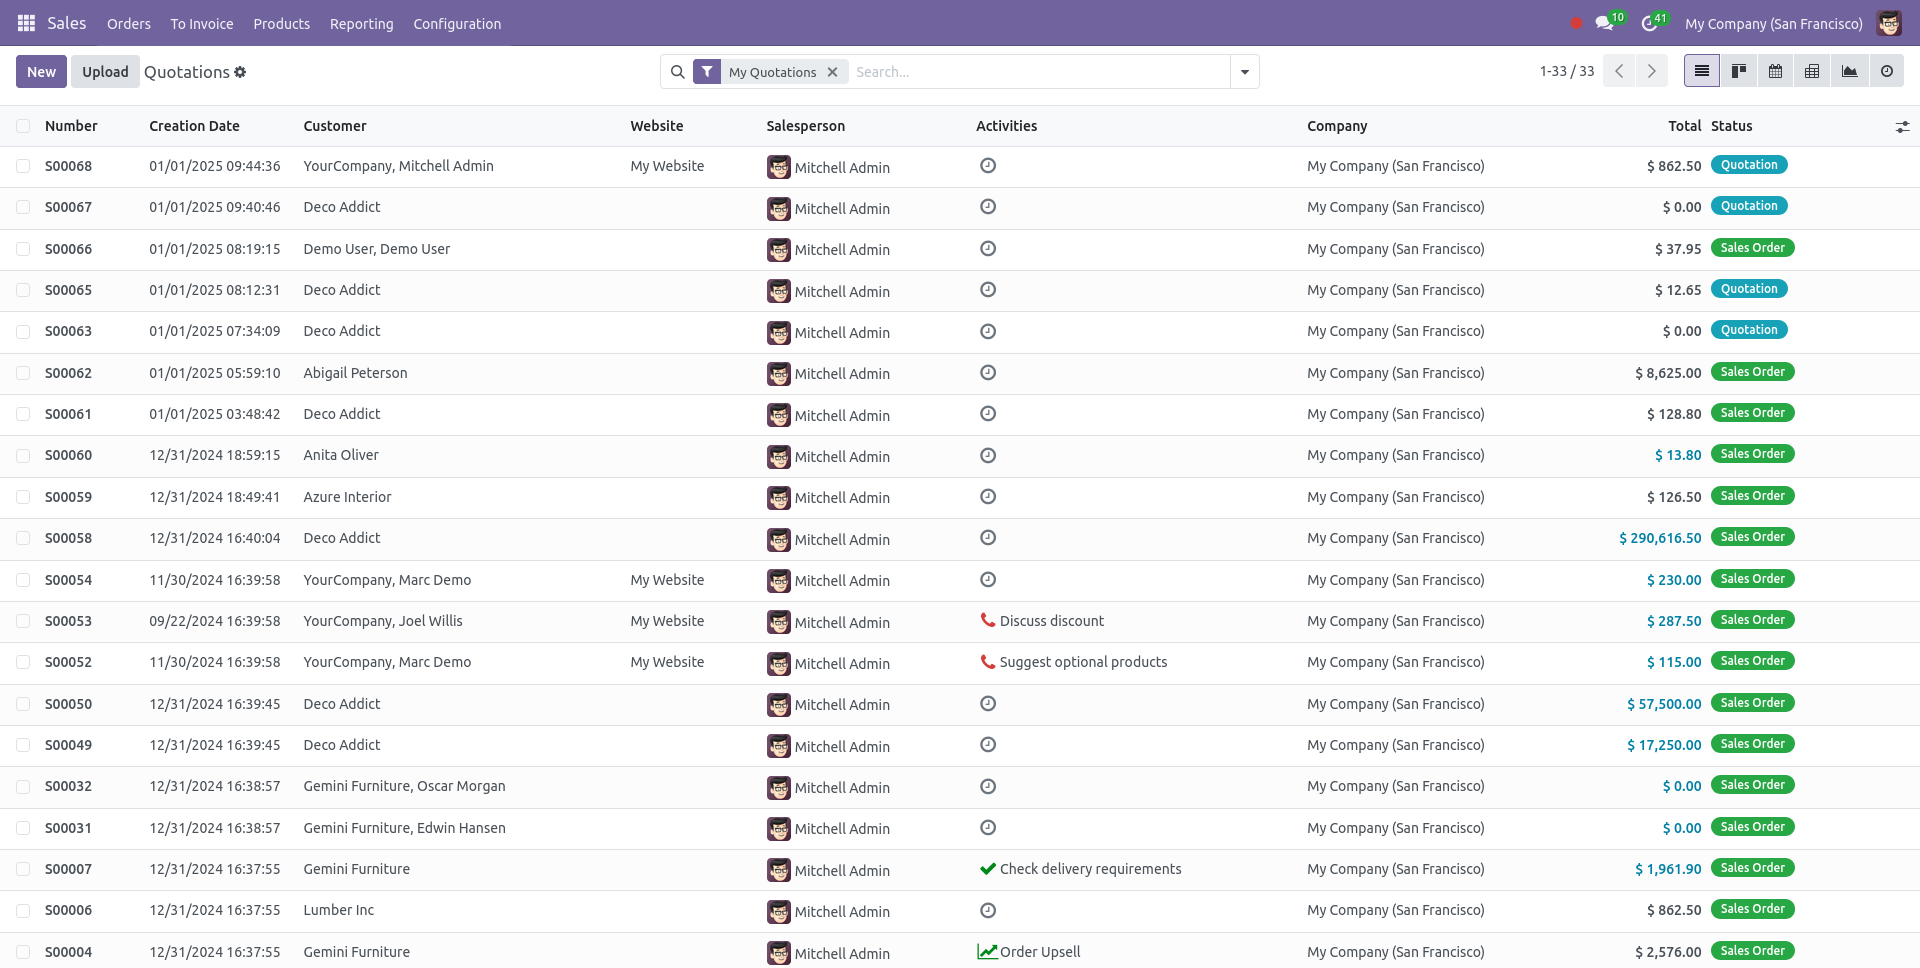 Sales Orders To Invoice Products Reporting Configuration 10 41 My Company (San Francisco)
New Upload Quotations My Quotations Search... 1-33 / 33
Number Creation Date Customer Website Salesperson Activities Company Total Status
S00068 01/01/2025 09:44:36 YourCompany, Mitchell Admin My Website Mitchell Admin My Company (San Francisco) $ 862.50 Quotation
S00067 01/01/2025 09:40:46 Deco Addict Mitchell Admin My Company (San Francisco) $ 0.00 Quotation
S00066 01/01/2025 08:19:15 Demo User, Demo User Mitchell Admin My Company (San Francisco) $ 37.95 Sales Order
S00065 01/01/2025 08:12:31 Deco Addict Mitchell Admin My Company (San Francisco) $ 12.65 Quotation
S00063 01/01/2025 07:34:09 Deco Addict Mitchell Admin My Company (San Francisco) $ 0.00 Quotation
S00062 01/01/2025 05:59:10 Abigail Peterson Mitchell Admin My Company (San Francisco) $ 8,625.00 Sales Order
S00061 01/01/2025 03:48:42 Deco Addict Mitchell Admin My Company (San Francisco) $ 128.80 Sales Order
S00060 12/31/2024 18:59:15 Anita Oliver Mitchell Admin My Company (San Francisco) $ 13.80 Sales Order
S00059 12/31/2024 18:49:41 Azure Interior Mitchell Admin My Company (San Francisco) $ 126.50 Sales Order
S00058 12/31/2024 16:40:04 Deco Addict Mitchell Admin My Company (San Francisco) $ 290,616.50 Sales Order
S00054 11/30/2024 16:39:58 YourCompany, Marc Demo My Website Mitchell Admin My Company (San Francisco) $ 230.00 Sales Order
S00053 09/22/2024 16:39:58 YourCompany, Joel Willis My Website Mitchell Admin Discuss discount My Company (San Francisco) $ 287.50 Sales Order
S00052 11/30/2024 16:39:58 YourCompany, Marc Demo My Website Mitchell Admin Suggest optional products My Company (San Francisco) $ 115.00 Sales Order
S00050 12/31/2024 16:39:45 Deco Addict Mitchell Admin My Company (San Francisco) $ 57,500.00 Sales Order
S00049 12/31/2024 16:39:45 Deco Addict Mitchell Admin My Company (San Francisco) $ 17,250.00 Sales Order
S00032 12/31/2024 16:38:57 Gemini Furniture, Oscar Morgan Mitchell Admin My Company (San Francisco) $ 0.00 Sales Order
S00031 12/31/2024 16:38:57 Gemini Furniture, Edwin Hansen Mitchell Admin My Company (San Francisco) $ 0.00 Sales Order
S00007 12/31/2024 16:37:55 Gemini Furniture Mitchell Admin Check delivery requirements My Company (San Francisco) $ 1,961.90 Sales Order
S00006 12/31/2024 16:37:55 Lumber Inc Mitchell Admin My Company (San Francisco) $ 862.50 Sales Order
S00004 12/31/2024 16:37:55 Gemini Furniture Mitchell Admin Order Upsell My Company (San Francisco) $ 2,576.00 Sales Order